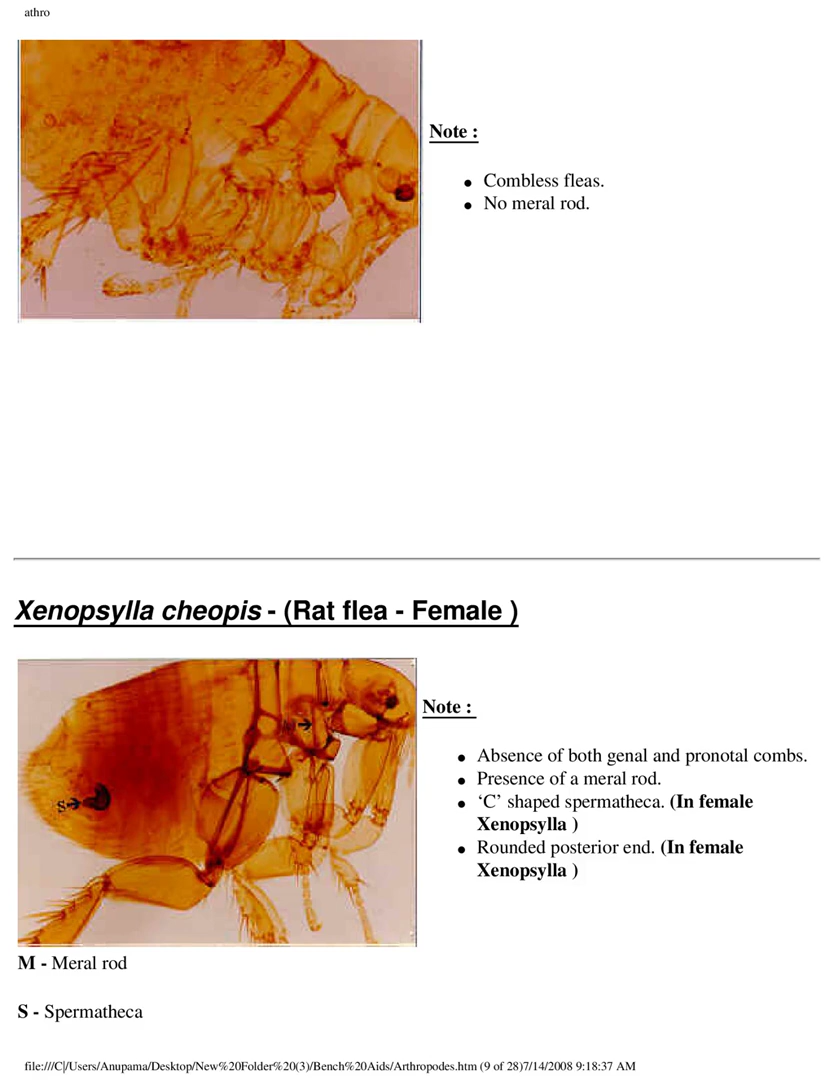 athro
Note :
● Combless fleas.
● No meral rod.
Xenopsylla cheopis - (Rat flea - Female )
Note :
● Absence of both genal and pronotal combs.
● Presence of a meral rod.
● ‘C’ shaped spermatheca. (In female
Xenopsylla )
● Rounded posterior end. (In female
Xenopsylla )
M
S
M - Meral rod
S - Spermatheca
file:///C|/Users/Anupama/Desktop/New%20Folder%20(3)/Bench%20Aids/Arthropodes.htm (9 of 28)7/14/2008 9:18:37 AM